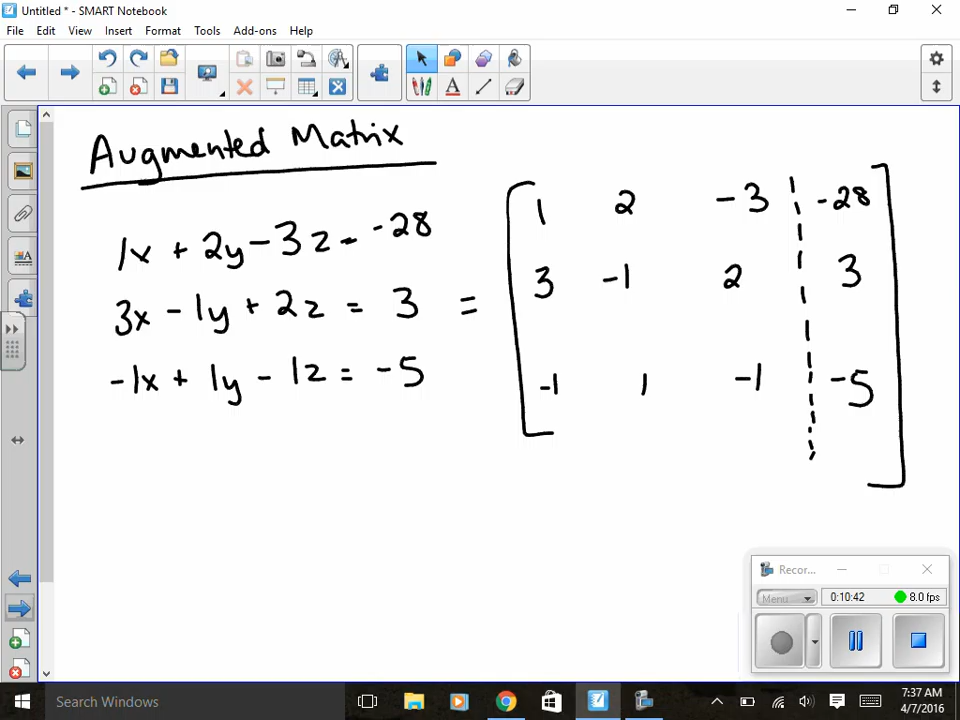 Untitled * - SMART Notebook
File Edit View Insert Format Tools Add-ons Help
Augmented Matrix
1x + 2y - 3z = -28
3x - 1y + 2z = 3
-1x + 1y - 1z = -5
=
1 2 -3 -28
3 -1 2 3
-1 1 -1 -5
Recor...
Menu 0:10:42 8.0 fps
Search Windows
7:37 AM
4/7/2016